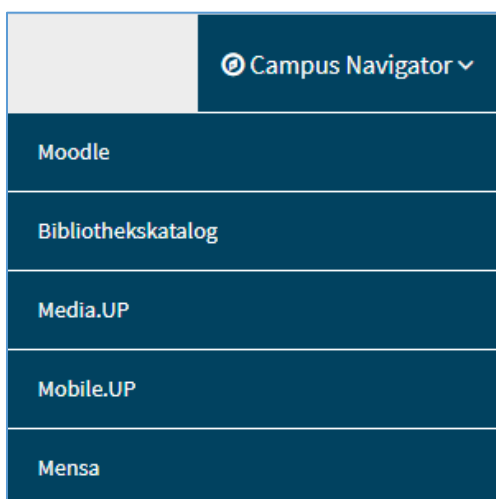 Campus Navigator
Moodle
Bibliothekskatalog
Media.UP
Mobile.UP
Mensa